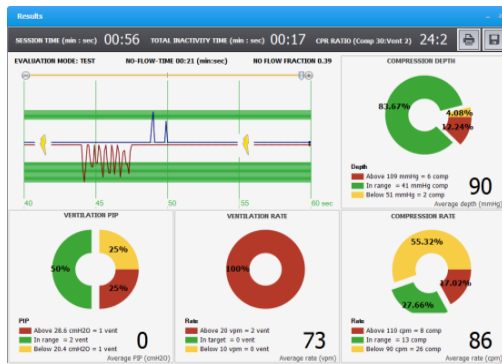 Results
SESSION TIME (min : sec) 00:56 TOTAL INACTIVITY TIME (min : sec) 00:17 CPR RATIO (Comp 30:Vent 2) 24:2
EVALUATION MODE: TEST NO-FLOW-TIME 00:21 (min:sec) NO FLOW FRACTION 0.39
40 45 50 55 60 sec
COMPRESSION DEPTH
83.67%
4.08%
12.24%
Depth
Above 109 mmHg = 6 comp
In range = 41 mmHg comp
Below 51 mmHg = 2 comp
90
Average depth (mmHg)
VENTILATION PIP
50%
25%
25%
PIP
Above 28.6 cmH2O = 1 vent
In range = 2 vent
Below 20.4 cmH2O = 1 vent
0
Average PIP (cmH2O)
VENTILATION RATE
100%
Rate
Above 20 vpm = 2 vent
In target = 0 vent
Below 10 vpm = 0 vent
73
Average rate (vpm)
COMPRESSION RATE
55.32%
17.02%
27.66%
Rate
Above 110 cpm = 8 comp
In range = 13 comp
Below 90 cpm = 26 comp
86
Average rate (cpm)